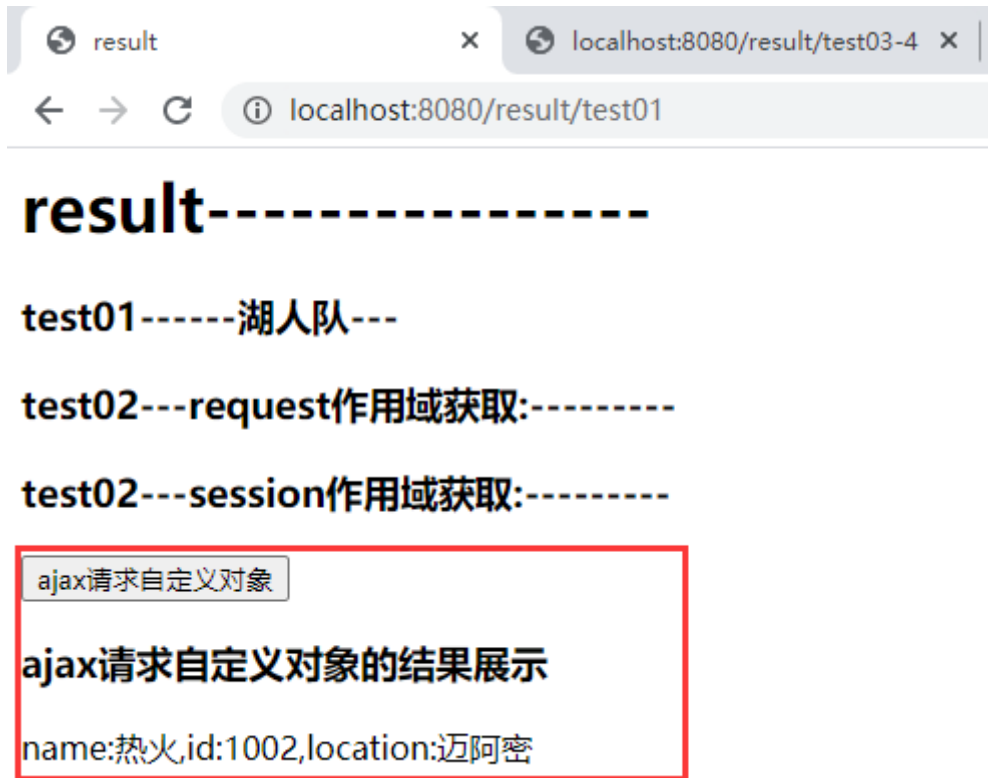 result
localhost:8080/result/test03-4
localhost:8080/result/test01
result----------------
test01------湖人队---
test02---request作用域获取:---------
test02---session作用域获取:---------
ajax请求自定义对象
ajax请求自定义对象的结果展示
name:热火,id:1002,location:迈阿密